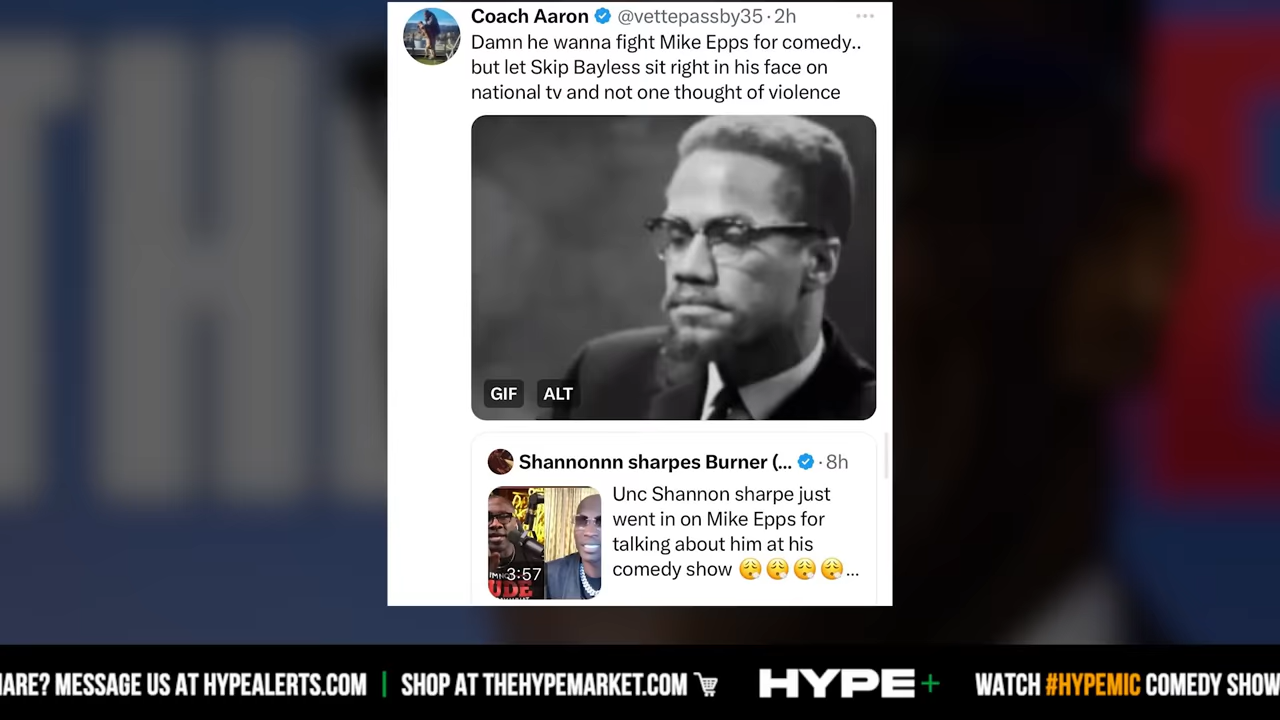 Coach Aaron @vettepassby35 · 2h
Damn he wanna fight Mike Epps for comedy..
but let Skip Bayless sit right in his face on
national tv and not one thought of violence
GIF ALT
Shannonnn sharpes Burner (... · 8h
Unc Shannon sharpe just
went in on Mike Epps for
talking about him at his
comedy show 😮‍💨😮‍💨😮‍💨😮‍💨...
3:57
UDE
ARE? MESSAGE US AT HYPEALERTS.COM | SHOP AT THEHYPEMARKET.COM HYPE+ WATCH #HYPEMIC COMEDY SHOW